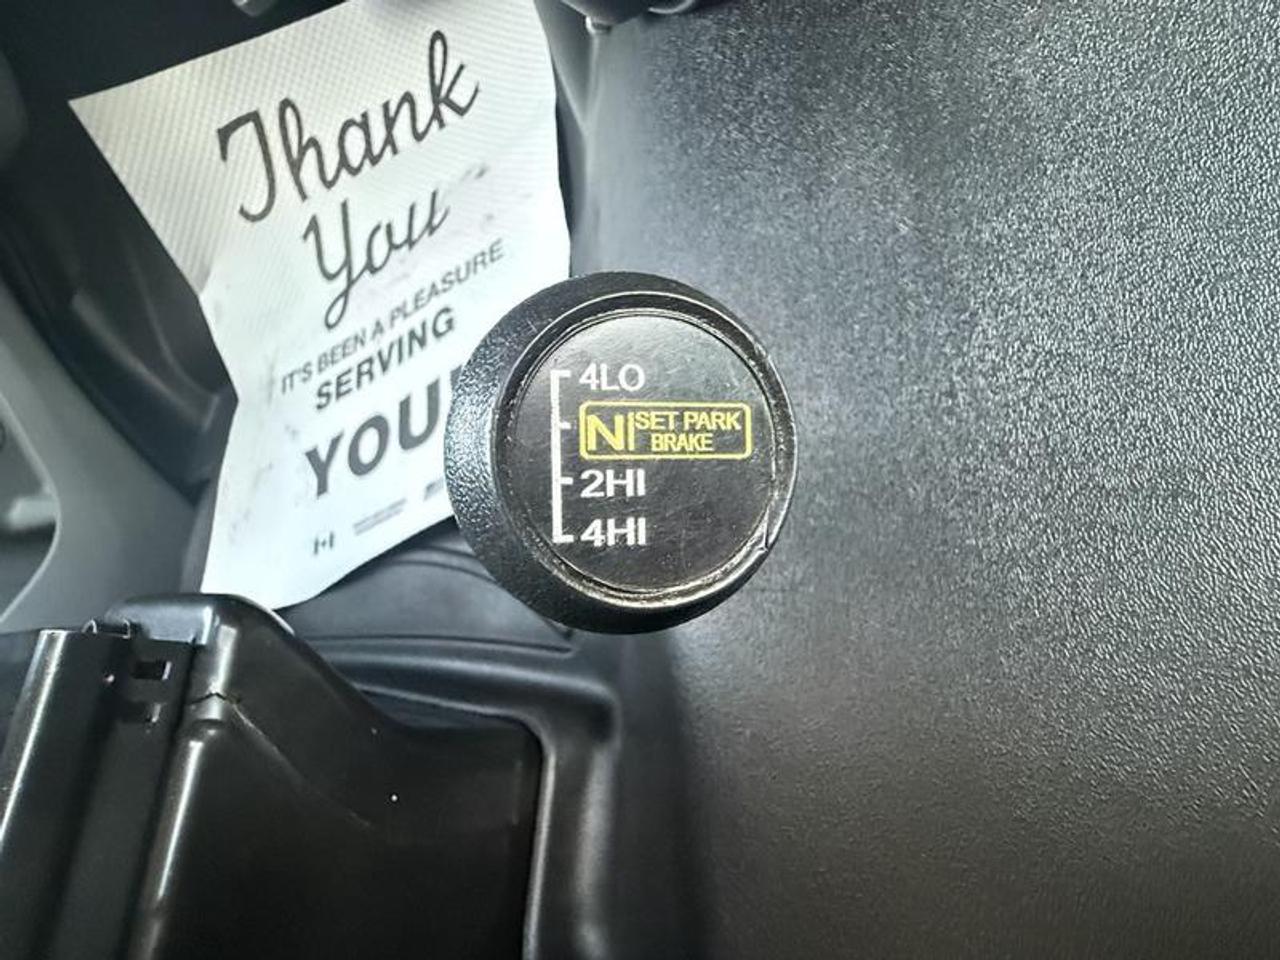 Thank
You
IT'S BEEN A PLEASURE
SERVING
YOU
4LO
N SET PARK
BRAKE
2HI
4HI